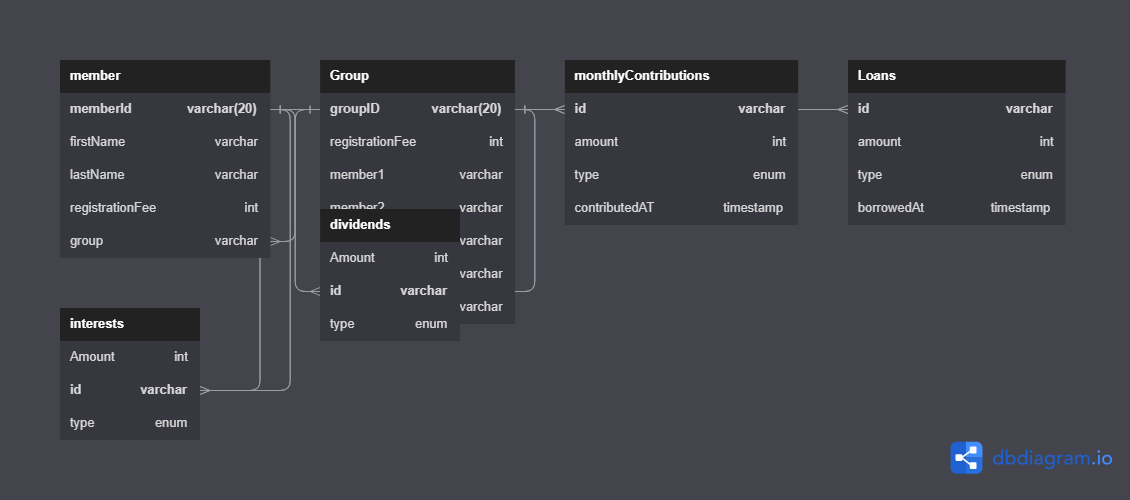 member
memberId varchar(20)
firstName varchar
lastName varchar
registrationFee int
group varchar
Group
groupID varchar(20)
registrationFee int
member1 varchar
member2 varchar
varchar
varchar
varchar
dividends
Amount int
id varchar
type enum
monthlyContributions
id varchar
amount int
type enum
contributedAT timestamp
Loans
id varchar
amount int
type enum
borrowedAt timestamp
interests
Amount int
id varchar
type enum
dbdiagram.io